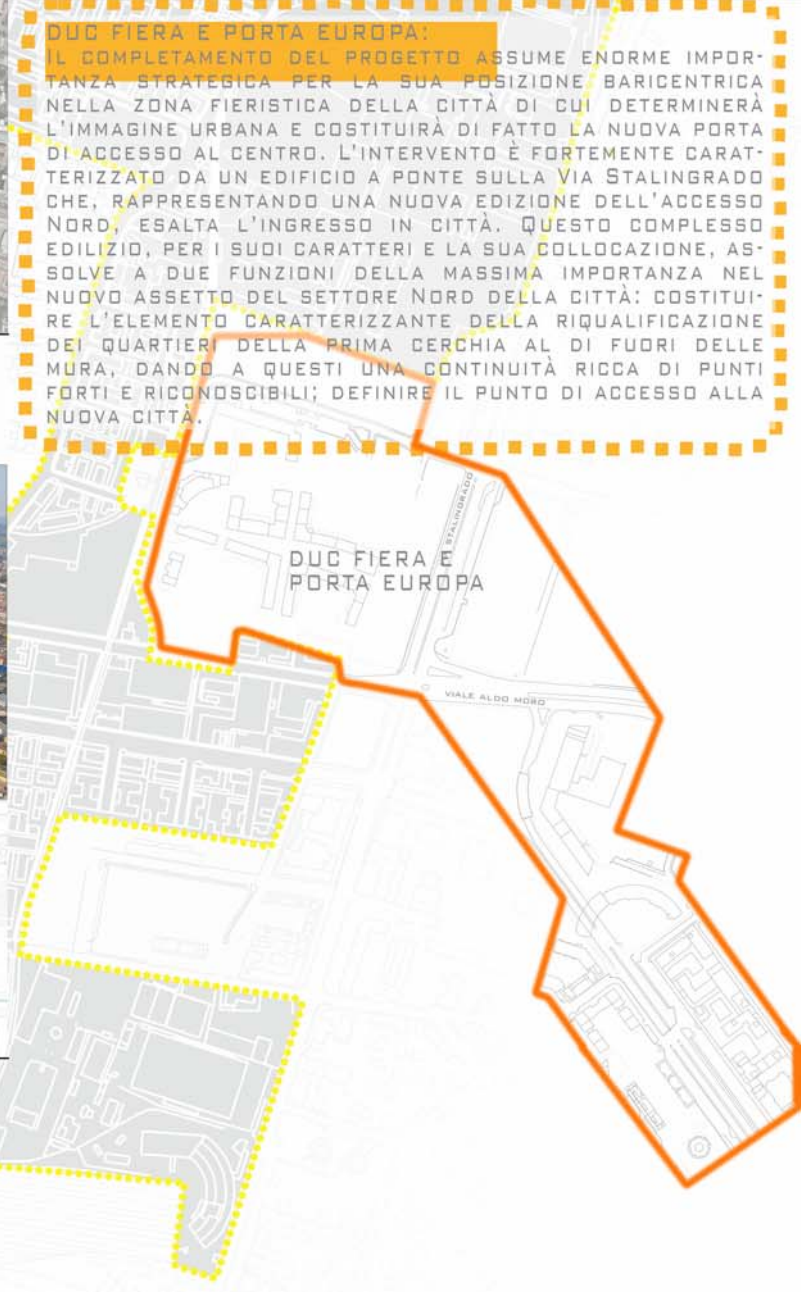 DUC FIERA E PORTA EUROPA:
IL COMPLETAMENTO DEL PROGETTO ASSUME ENORME IMPOR-
TANZA STRATEGICA PER LA SUA POSIZIONE BARICENTRICA
NELLA ZONA FIERISTICA DELLA CITTÀ DI CUI DETERMINERÀ
L'IMMAGINE URBANA E COSTITUIRÀ DI FATTO LA NUOVA PORTA
DI ACCESSO AL CENTRO. L'INTERVENTO È FORTEMENTE CARAT-
TERIZZATO DA UN EDIFICIO A PONTE SULLA VIA STALINGRADO
CHE, RAPPRESENTANDO UNA NUOVA EDIZIONE DELL'ACCESSO
NORD, ESALTA L'INGRESSO IN CITTÀ. QUESTO COMPLESSO
EDILIZIO, PER I SUOI CARATTERI E LA SUA COLLOCAZIONE, AS-
SOLVE A DUE FUNZIONI DELLA MASSIMA IMPORTANZA NEL
NUOVO ASSETTO DEL SETTORE NORD DELLA CITTÀ: COSTITUI-
RE L'ELEMENTO CARATTERIZZANTE DELLA RIQUALIFICAZIONE
DEI QUARTIERI DELLA PRIMA CERCHIA AL DI FUORI DELLE
MURA, DANDO A QUESTI UNA CONTINUITÀ RICCA DI PUNTI
FORTI E RICONOSCIBILI; DEFINIRE IL PUNTO DI ACCESSO ALLA
NUOVA CITTÀ.
STALINGRADO
DUC FIERA E
PORTA EUROPA
VIALE ALDO MORO